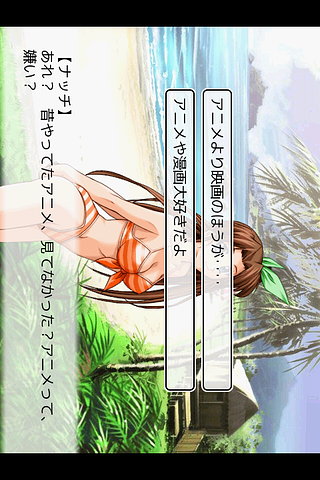 アニメより映画のほうが・・・・
アニメや漫画大好きだよ
【ナッチ】
あれ？　昔やってたアニメ、見てなかった？アニメって、
嫌い？